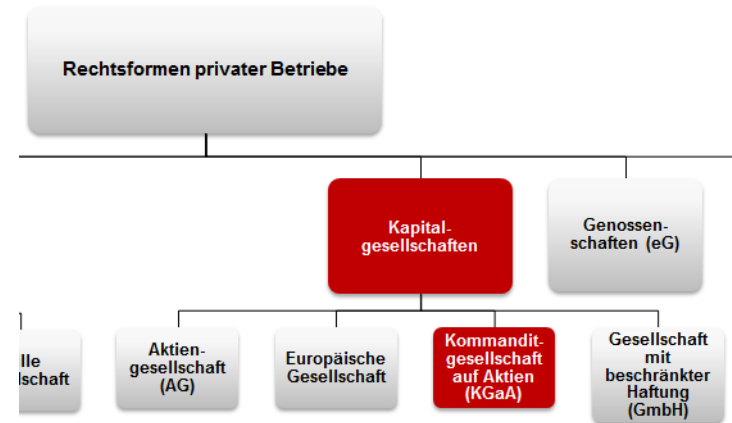 Rechtsformen privater Betriebe
Kapital-
gesellschaften
Genossen-
schaften (eG)
lle
lschaft
Aktien-
gesellschaft
(AG)
Europäische
Gesellschaft
Kommandit-
gesellschaft
auf Aktien
(KGaA)
Gesellschaft
mit
beschränkter
Haftung
(GmbH)